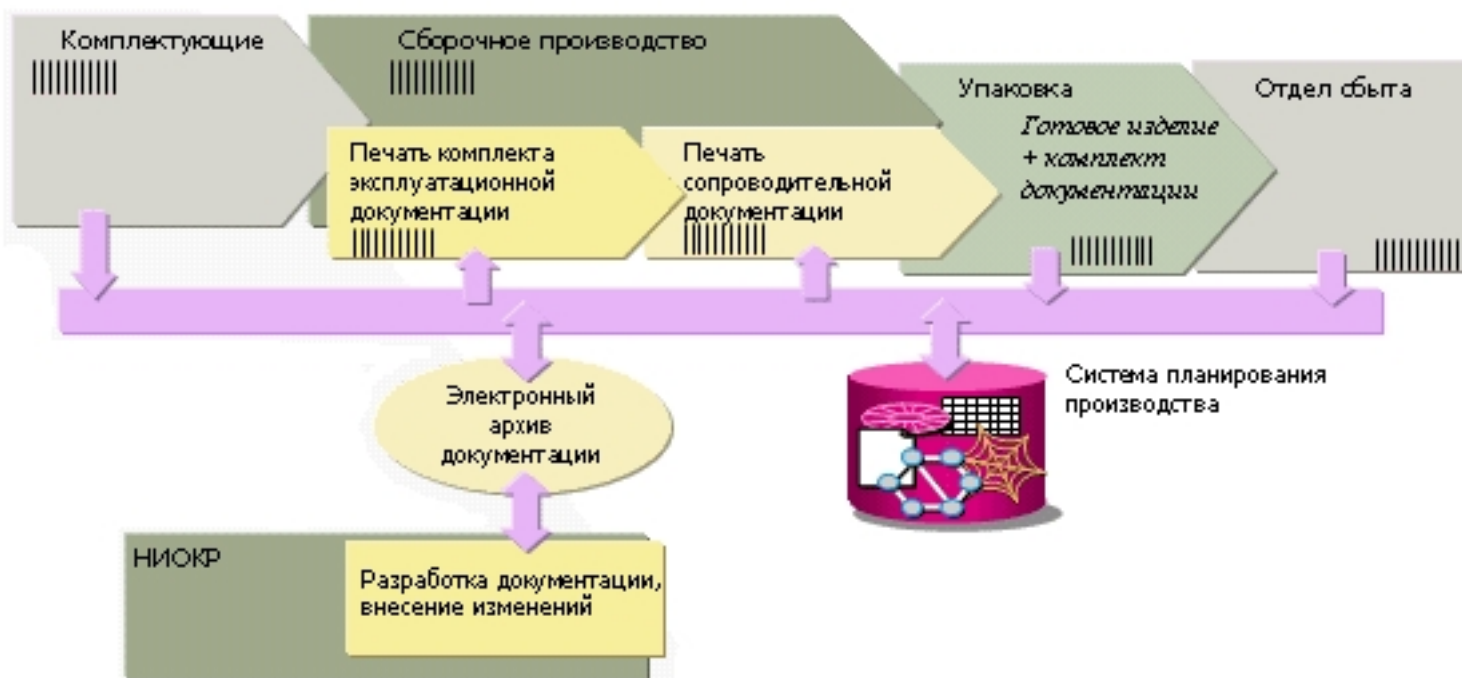 Комплектующие
Сборочное производство
Упаковка
Готовое изделие
+ комплект
документации
Отдел сбыта
Печать комплекта
эксплуатационной
документации
Печать
сопроводительной
документации
Электронный
архив
документации
Система планирования
производства
НИОКР
Разработка документации,
внесение изменений